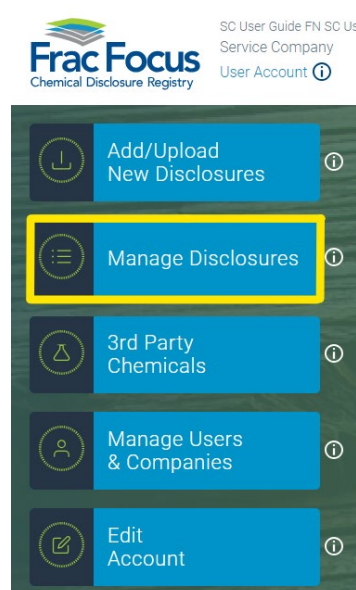 SC User Guide FN SC Us
Service Company
User Account
Frac Focus
Chemical Disclosure Registry
Add/Upload
New Disclosures
Manage Disclosures
3rd Party
Chemicals
Manage Users
& Companies
Edit
Account